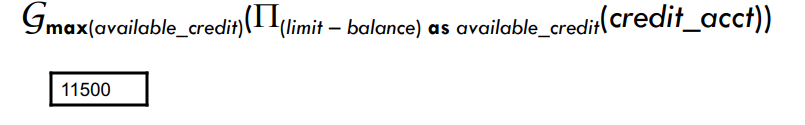 𝒢max(available_credit)(Π(limit – balance) as available_credit(credit_acct))
11500